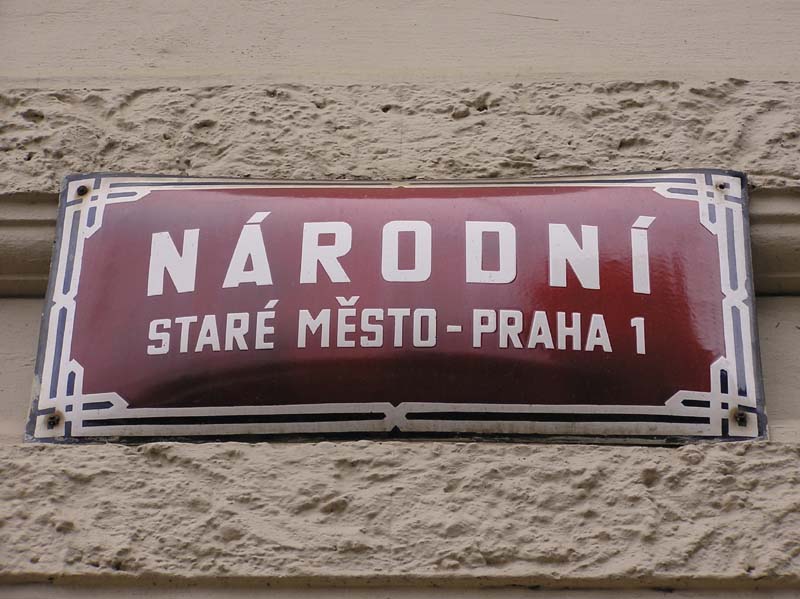 NÁRODNÍ
STARÉ MĚSTO-PRAHA 1